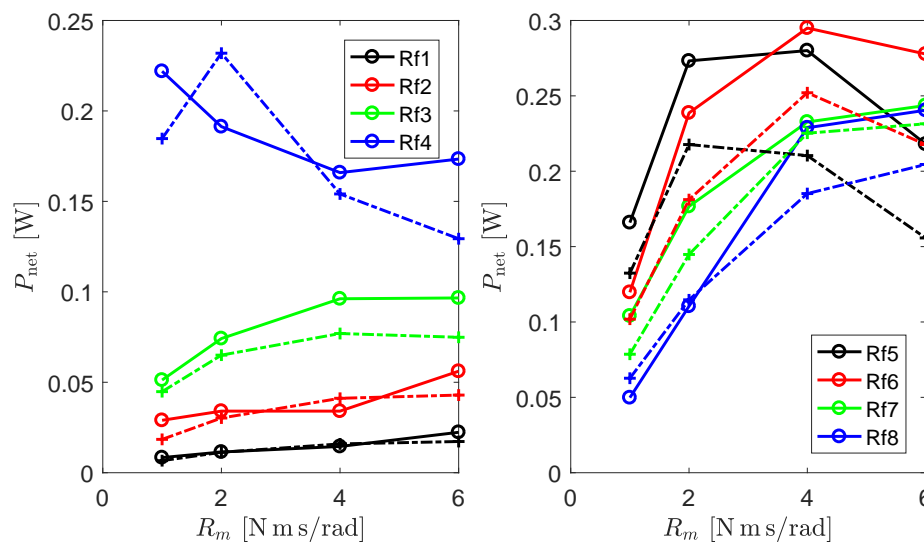 0.25
0.2
0.15
0.1
0.05
0
P_net [W]
Rf1
Rf2
Rf3
Rf4
0 2 4 6
R_m [N m s/rad]
0.3
0.25
0.2
0.15
0.1
0.05
0
P_net [W]
Rf5
Rf6
Rf7
Rf8
0 2 4 6
R_m [N m s/rad]